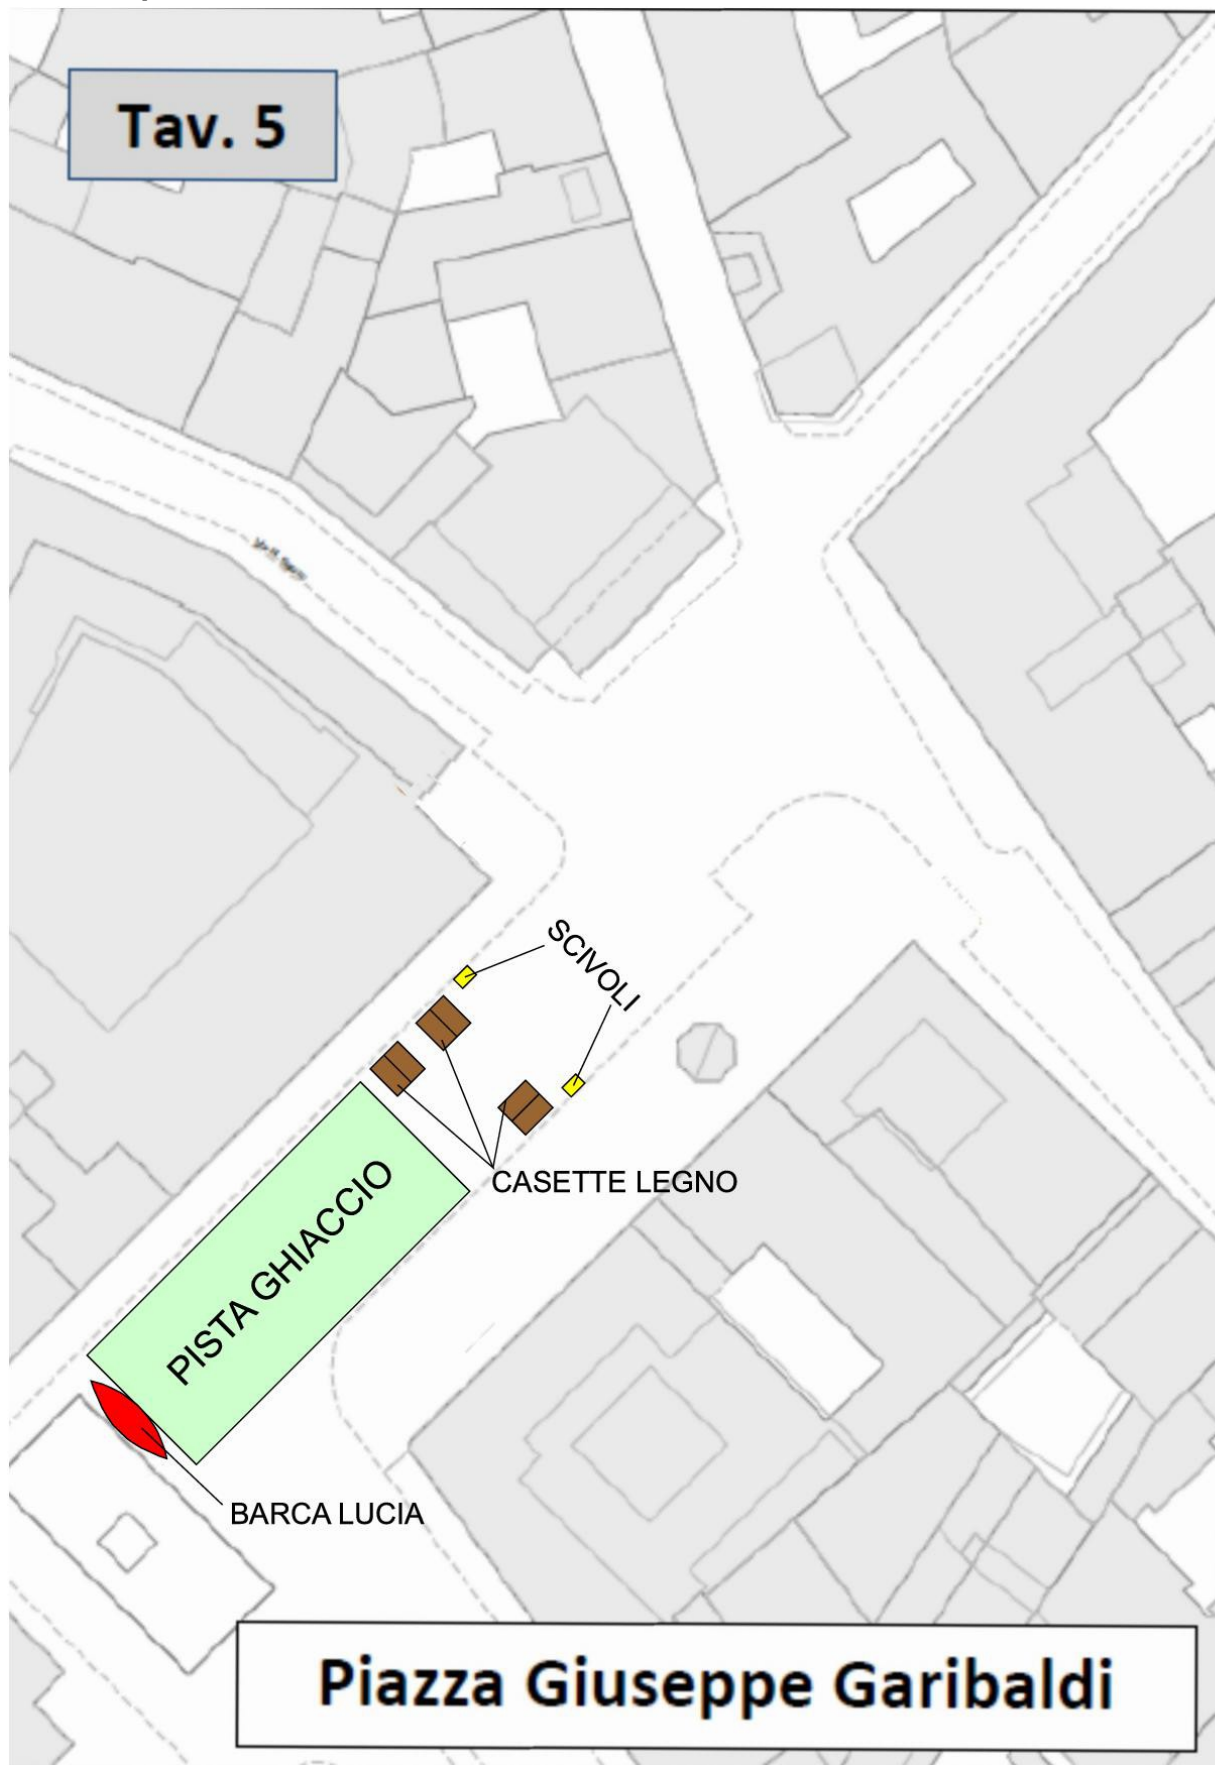 Tav. 5
SCIVOLI
CASETTE LEGNO
PISTA GHIACCIO
BARCA LUCIA
Piazza Giuseppe Garibaldi